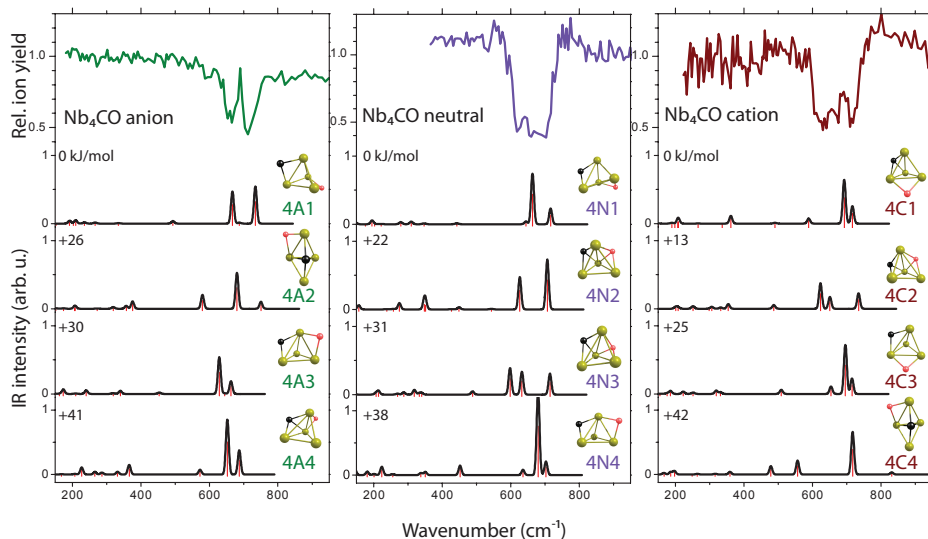 Rel. ion yield
1.0
0.5
Nb₄CO anion
0 kJ/mol
4A1
0
+26
4A2
1
0
+30
4A3
1
0
+41
4A4
1
0
200 400 600 800
1.0
0.5
Nb₄CO neutral
0 kJ/mol
4N1
0
+22
4N2
1
0
+31
4N3
1
0
+38
4N4
1
0
200 400 600 800
1.0
0.5
Nb₄CO cation
0 kJ/mol
4C1
0
+13
4C2
1
0
+25
4C3
1
0
+42
4C4
1
0
200 400 600 800
IR intensity (arb. u.)
Wavenumber (cm⁻¹)